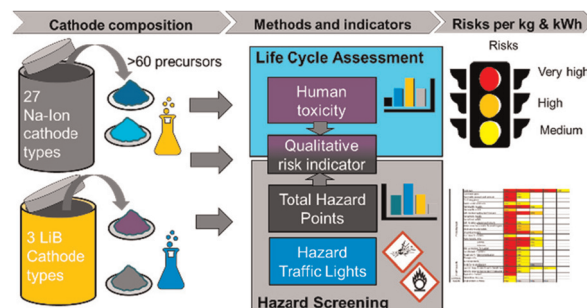 Cathode composition
Methods and indicators
Risks per kg & kWh
>60 precursors
27
Na-Ion
cathode
types
3 LiB
Cathode
types
Life Cycle Assessment
Human
toxicity
Qualitative
risk indicator
Total Hazard
Points
Hazard
Traffic Lights
Hazard Screening
Risks
Very high
High
Medium